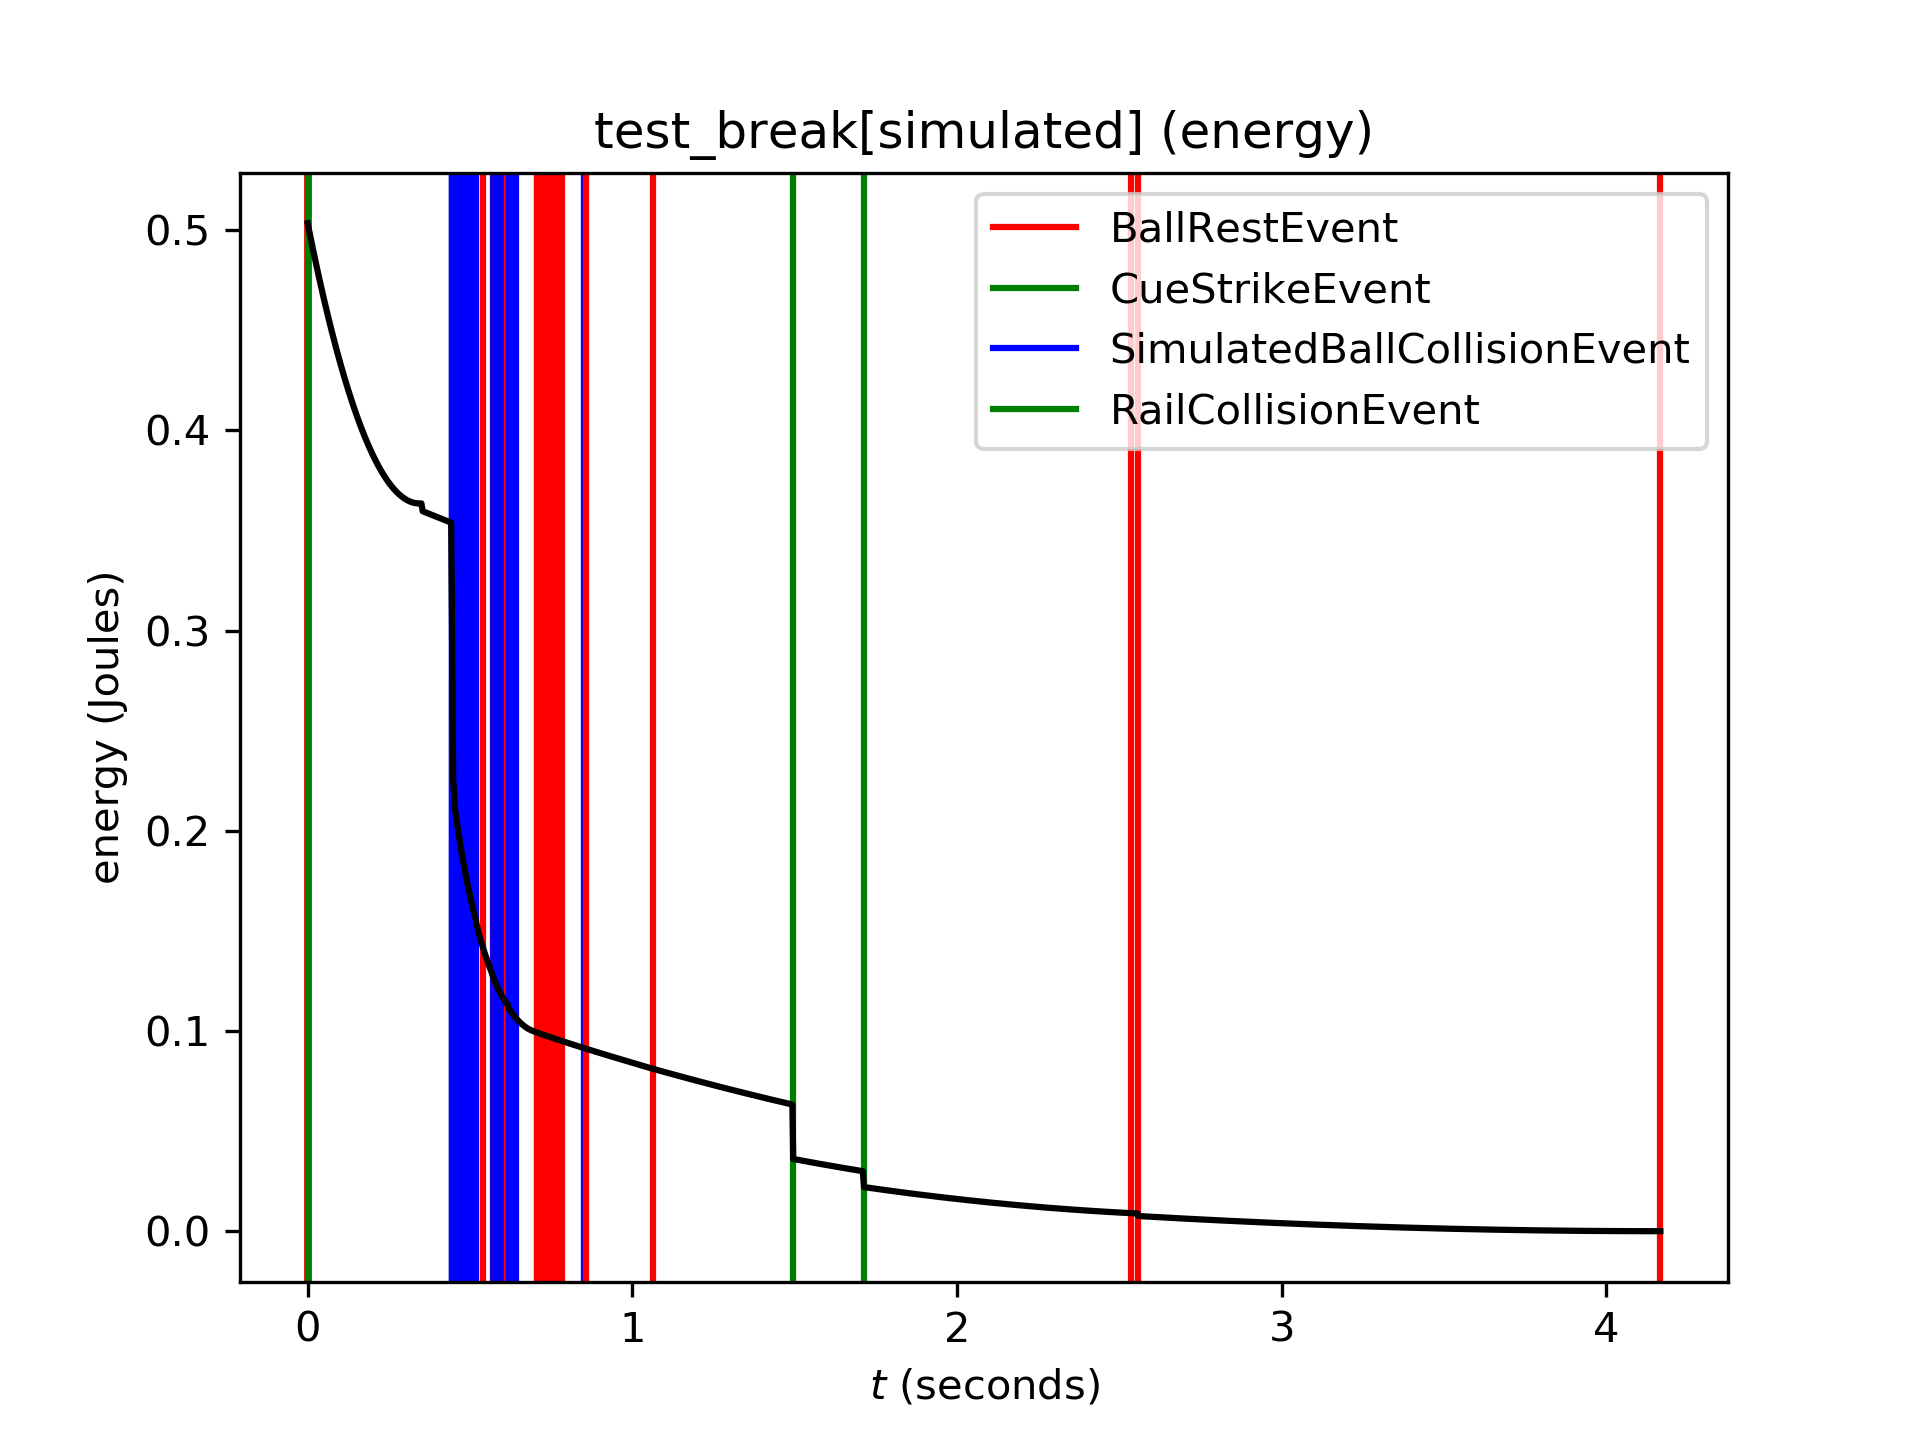 test_break[simulated] (energy)
BallRestEvent
CueStrikeEvent
SimulatedBallCollisionEvent
RailCollisionEvent
energy (Joules)
0.5
0.4
0.3
0.2
0.1
0.0
0 1 2 3 4
t (seconds)